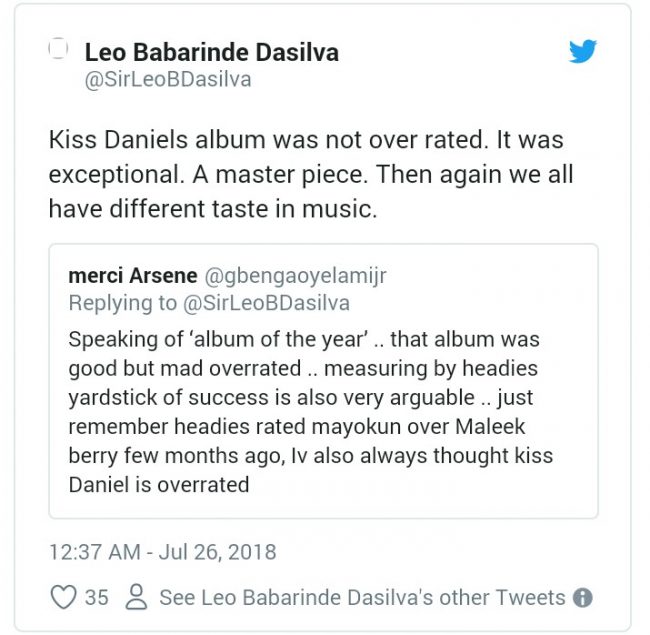 Leo Babarinde Dasilva
@SirLeoBDasilva
Kiss Daniels album was not over rated. It was
exceptional. A master piece. Then again we all
have different taste in music.
merci Arsene @gbengaoyelamijr
Replying to @SirLeoBDasilva
Speaking of ‘album of the year’ .. that album was
good but mad overrated .. measuring by headies
yardstick of success is also very arguable .. just
remember headies rated mayokun over Maleek
berry few months ago, Iv also always thought kiss
Daniel is overrated
12:37 AM - Jul 26, 2018
35 See Leo Babarinde Dasilva's other Tweets